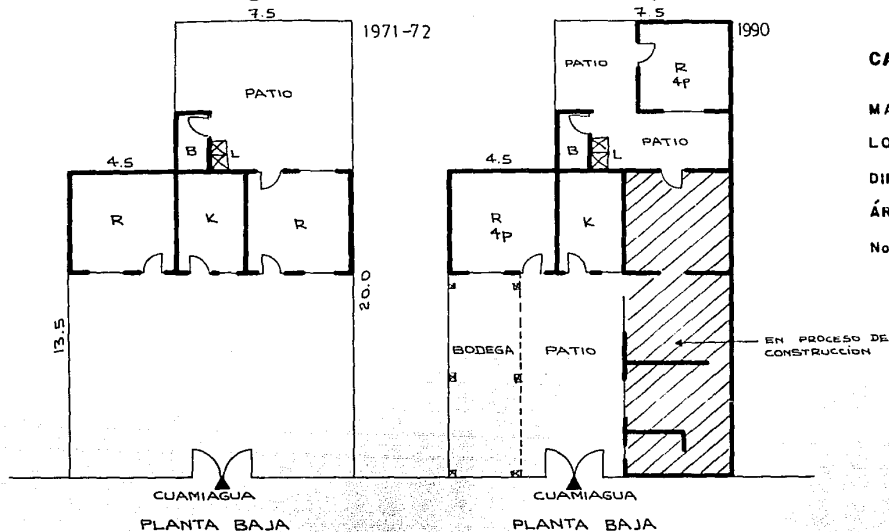 7.5
1971-72
PATIO
B
L
4.5
R
K
R
13.5
20.0
CUAMIAGUA
PLANTA BAJA
7.5
1990
PATIO
R
4P
B
L
PATIO
4.5
R
4P
K
BODEGA
PATIO
EN PROCESO DE
CONSTRUCCIÓN
CUAMIAGUA
PLANTA BAJA
CA
MA
LO
DI
ÁR
No